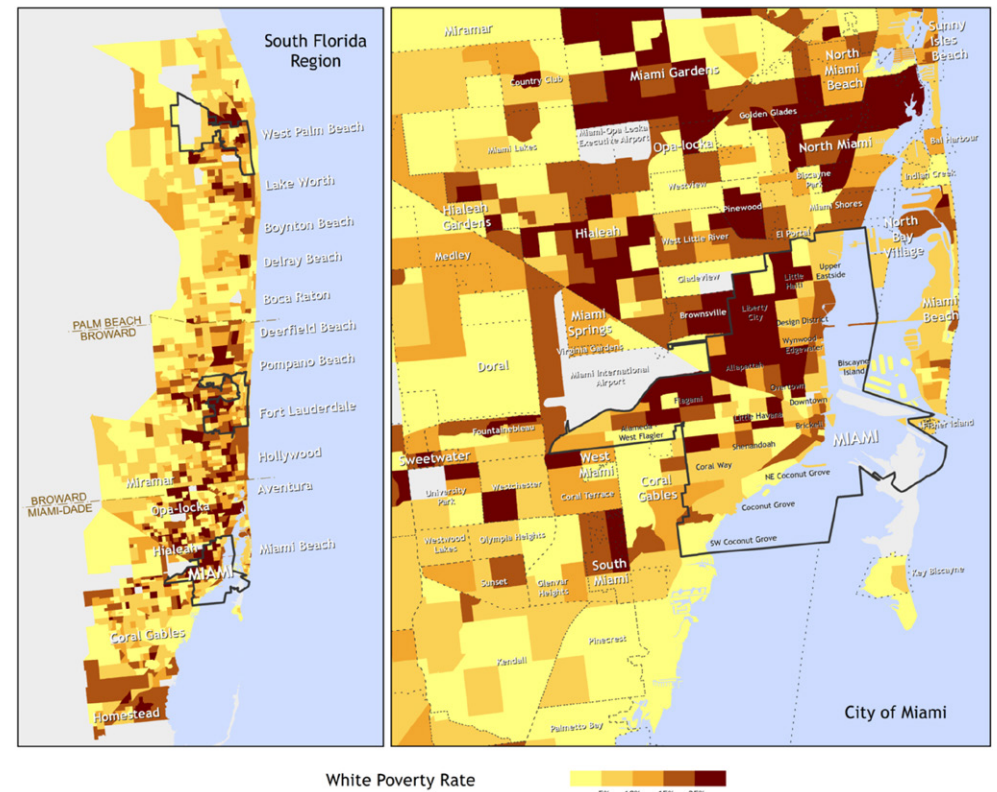 South Florida
Region
West Palm Beach
Lake Worth
Boynton Beach
Delray Beach
Boca Raton
PALM BEACH
BROWARD
Deerfield Beach
Pompano Beach
Fort Lauderdale
Hollywood
Miramar
BROWARD
MIAMI-DADE
Aventura
Opa-locka
Hialeah
Miami Beach
MIAMI
Coral Gables
Homestead
Miramar
Sunny
Isles
Beach
North
Miami
Beach
Country Club
Miami Gardens
Golden Glades
Miami-Opa Locka
Executive Airport
Miami Lakes
Opa-locka
North Miami
Bal Harbour
Biscayne
Park
Indian Creek
Westview
Hialeah
Gardens
Pinewood
Miami Shores
Hialeah
West Little River
El Portal
North
Bay
Village
Medley
Gladeview
Little
Haiti
Upper
Eastside
Miami
Springs
Brownsville
Liberty
City
Design District
Miami
Beach
Virginia Gardens
Wynwood
Edgewater
Doral
Miami International
Airport
Allapattah
Biscayne
Island
Overtown
Flagami
Downtown
Little Havana
Fisher Island
Fountainebleau
Alameda
West Flagler
Brickell
MIAMI
Sweetwater
West
Miami
Shenandoah
Coral Way
NE Coconut Grove
University
Park
Westchester
Coral Terrace
Coral
Gables
Coconut Grove
Westwood
Lakes
Olympia Heights
SW Coconut Grove
South
Miami
Sunset
Glenvar
Heights
Key Biscayne
Pinecrest
Kendall
Palmetto Bay
City of Miami
White Poverty Rate